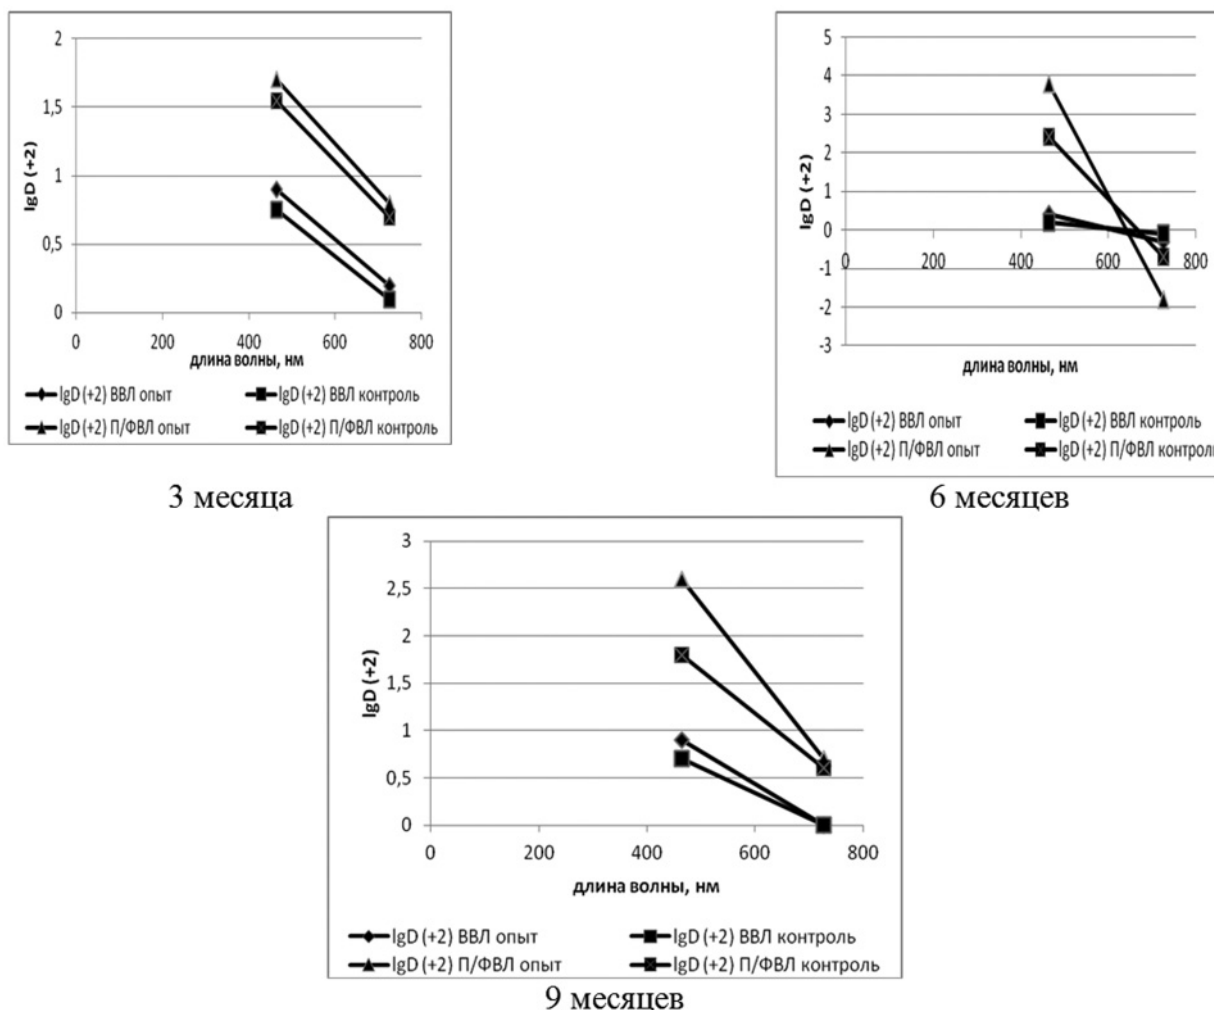 2
1,5
1
0,5
0
0 200 400 600 800
lgD (+2)
длина волны, нм
lgD (+2) ВВЛ опыт lgD (+2) ВВЛ контроль
lgD (+2) П/ФВЛ опыт lgD (+2) П/ФВЛ контроль
3 месяца
5
4
3
2
1
0
-1
-2
-3
0 200 400 600 800
lgD (+2)
длина волны, нм
lgD (+2) ВВЛ опыт lgD (+2) ВВЛ контроль
lgD (+2) П/ФВЛ опыт lgD (+2) П/ФВЛ контроль
6 месяцев
3
2,5
2
1,5
1
0,5
0
0 200 400 600 800
lgD (+2)
длина волны, нм
lgD (+2) ВВЛ опыт lgD (+2) ВВЛ контроль
lgD (+2) П/ФВЛ опыт lgD (+2) П/ФВЛ контроль
9 месяцев